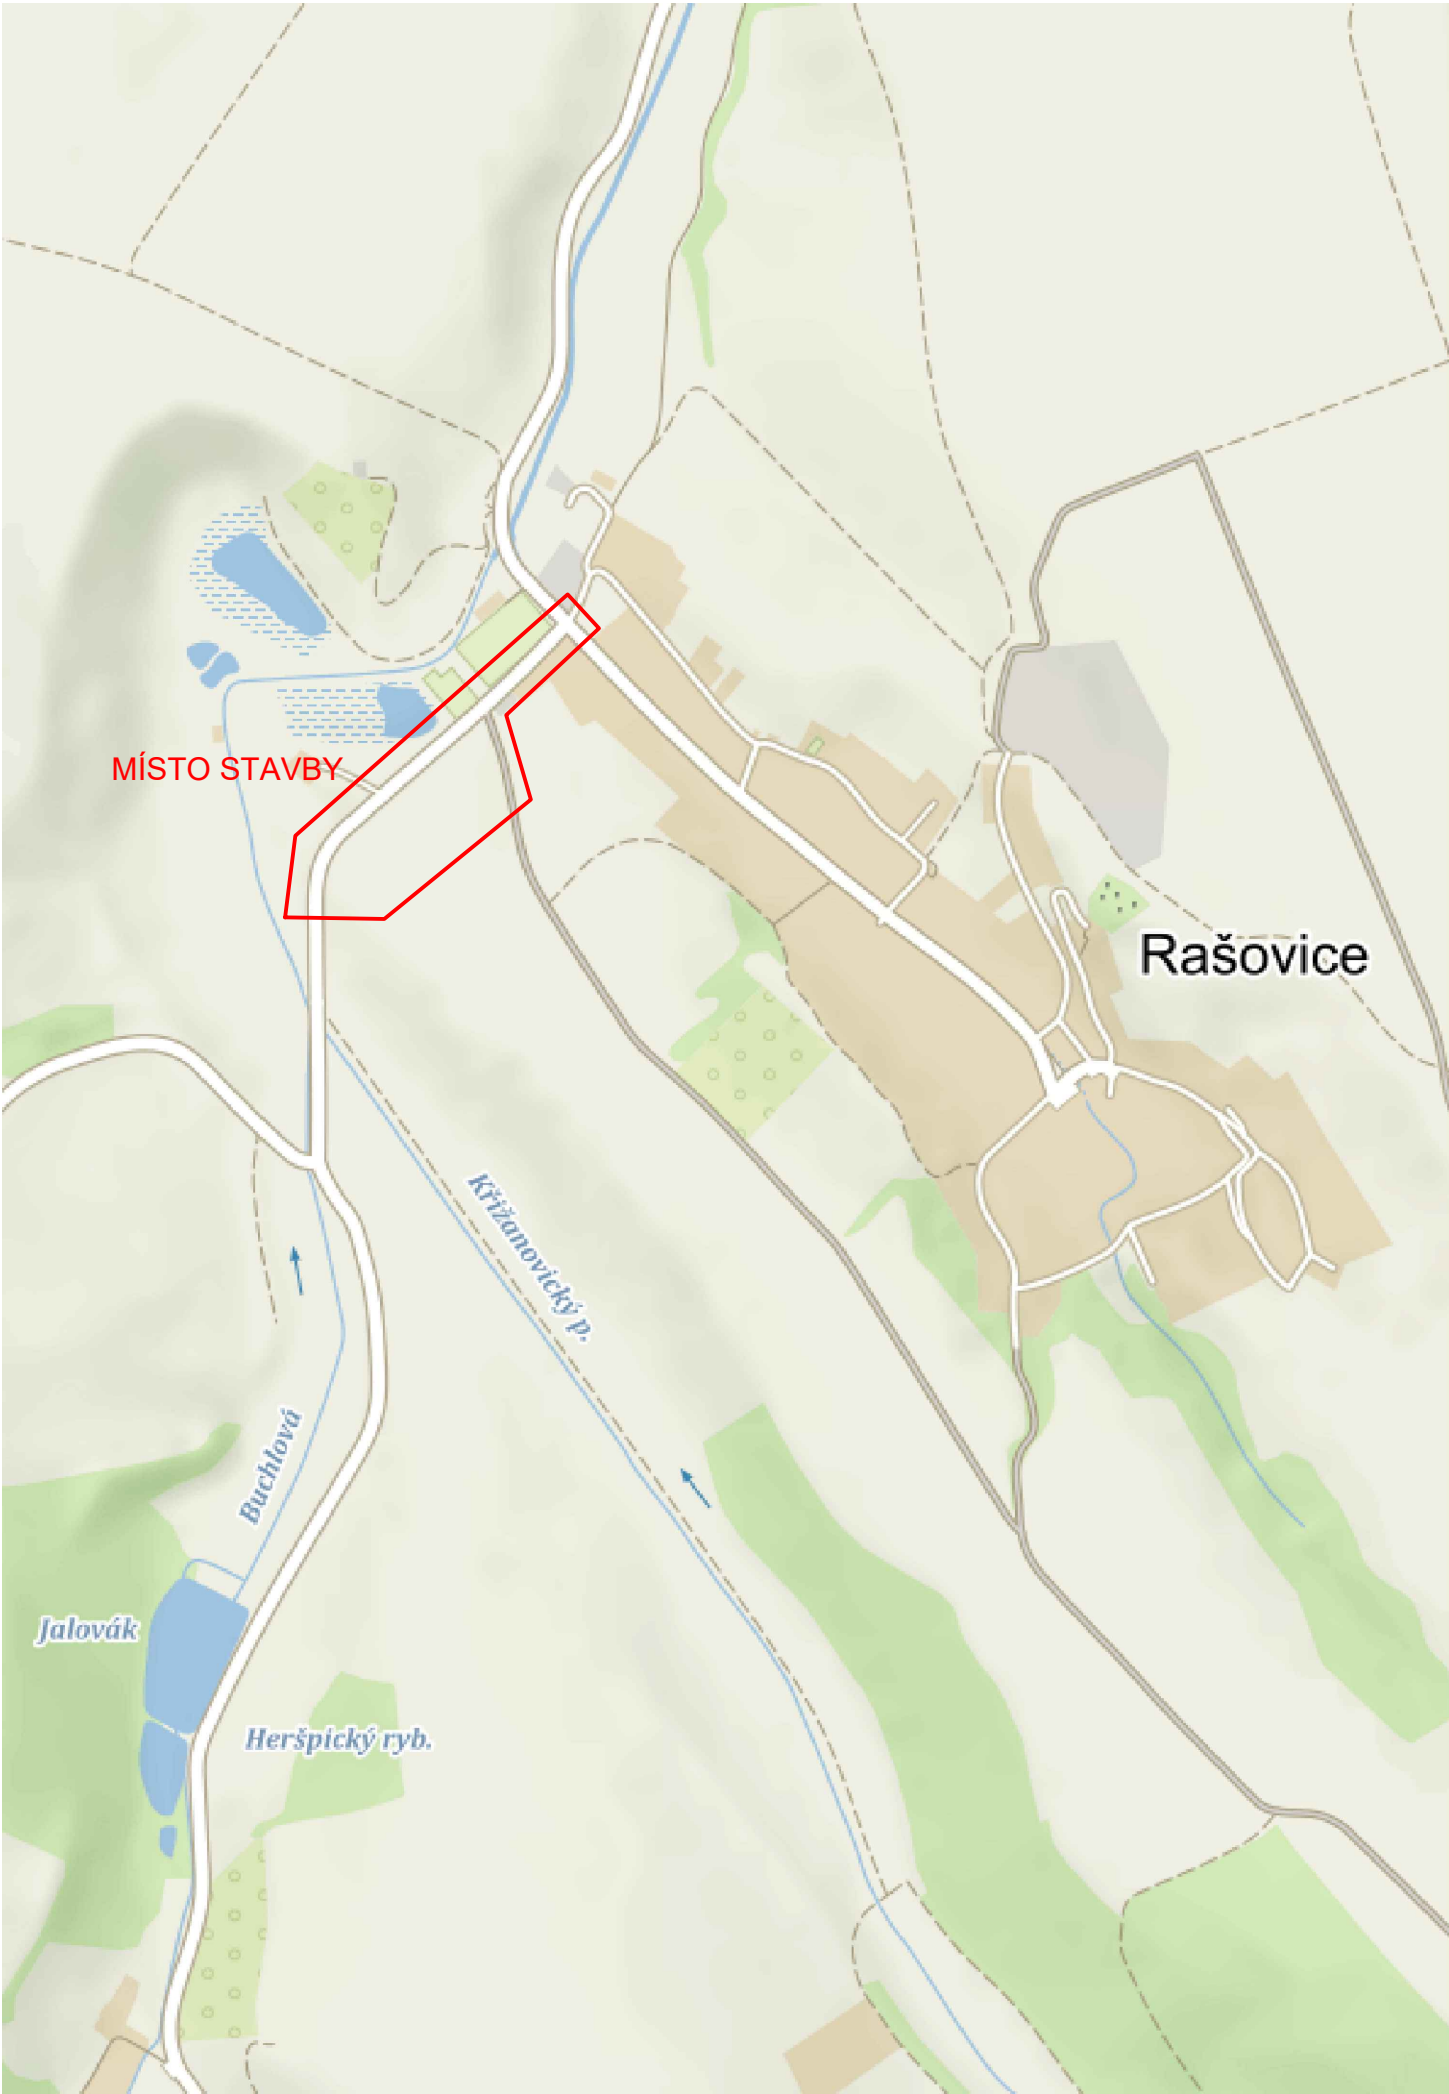 MÍSTO STAVBY
Rašovice
Křižanovický p.
Buchlová
Jalovák
Heršpický ryb.